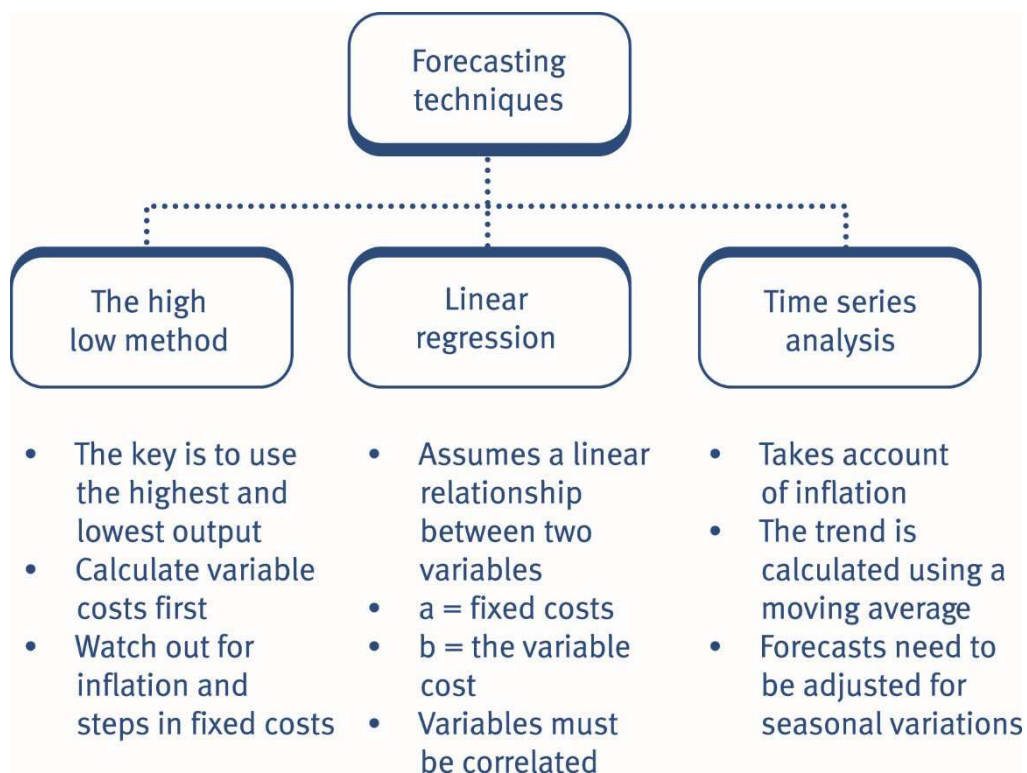 Forecasting
techniques
The high
low method
• The key is to use
the highest and
lowest output
• Calculate variable
costs first
• Watch out for
inflation and
steps in fixed costs
Linear
regression
• Assumes a linear
relationship
between two
variables
• a = fixed costs
• b = the variable
cost
• Variables must
be correlated
Time series
analysis
• Takes account
of inflation
• The trend is
calculated using a
moving average
• Forecasts need to
be adjusted for
seasonal variations